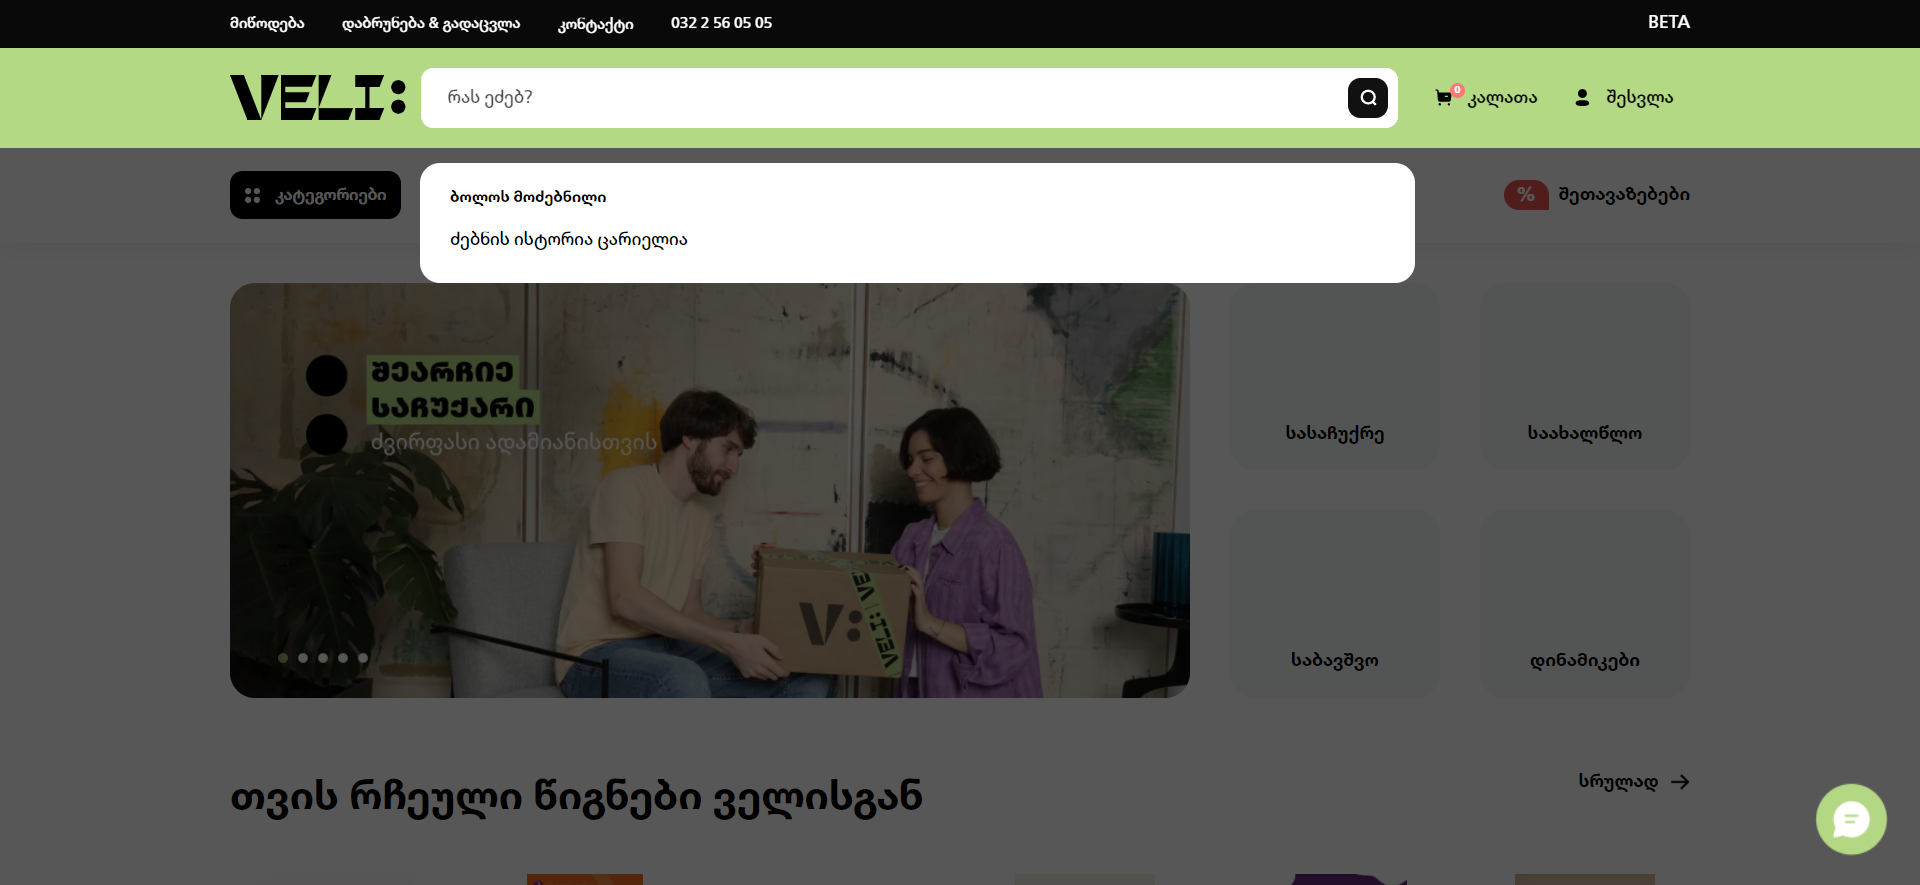 მიწოდება
დაბრუნება & გადაცვლა
კონტაქტი
032 2 56 05 05
BETA
VELI:
რას ეძებ?
0
კალათა
შესვლა
კატეგორიები
ბოლოს მოძებნილი
ძებნის ისტორია ცარიელია
%
შეთავაზებები
შეარჩიე
საჩუქარი
ძვირფასი ადამიანისთვის
V:
VELI:
სასაჩუქრე
საახალწლო
საბავშვო
დინამიკები
თვის რჩეული წიგნები ველისგან
სრულად